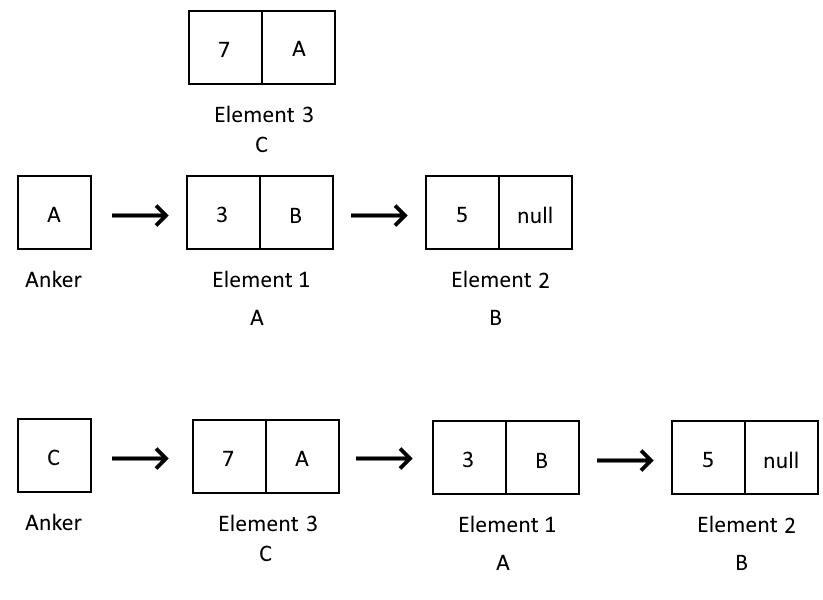 7 A
Element 3
C
A 3 B 5 null
Anker Element 1 Element 2
A B
C 7 A 3 B 5 null
Anker Element 3 Element 1 Element 2
C A B